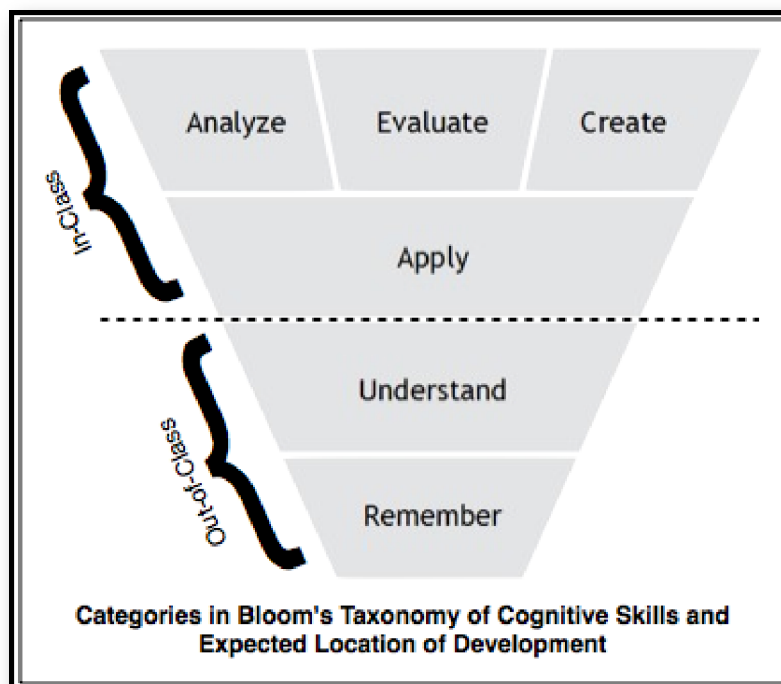 Analyze Evaluate Create
In-Class
Apply
Understand
Out-of-Class
Remember
Categories in Bloom's Taxonomy of Cognitive Skills and
Expected Location of Development